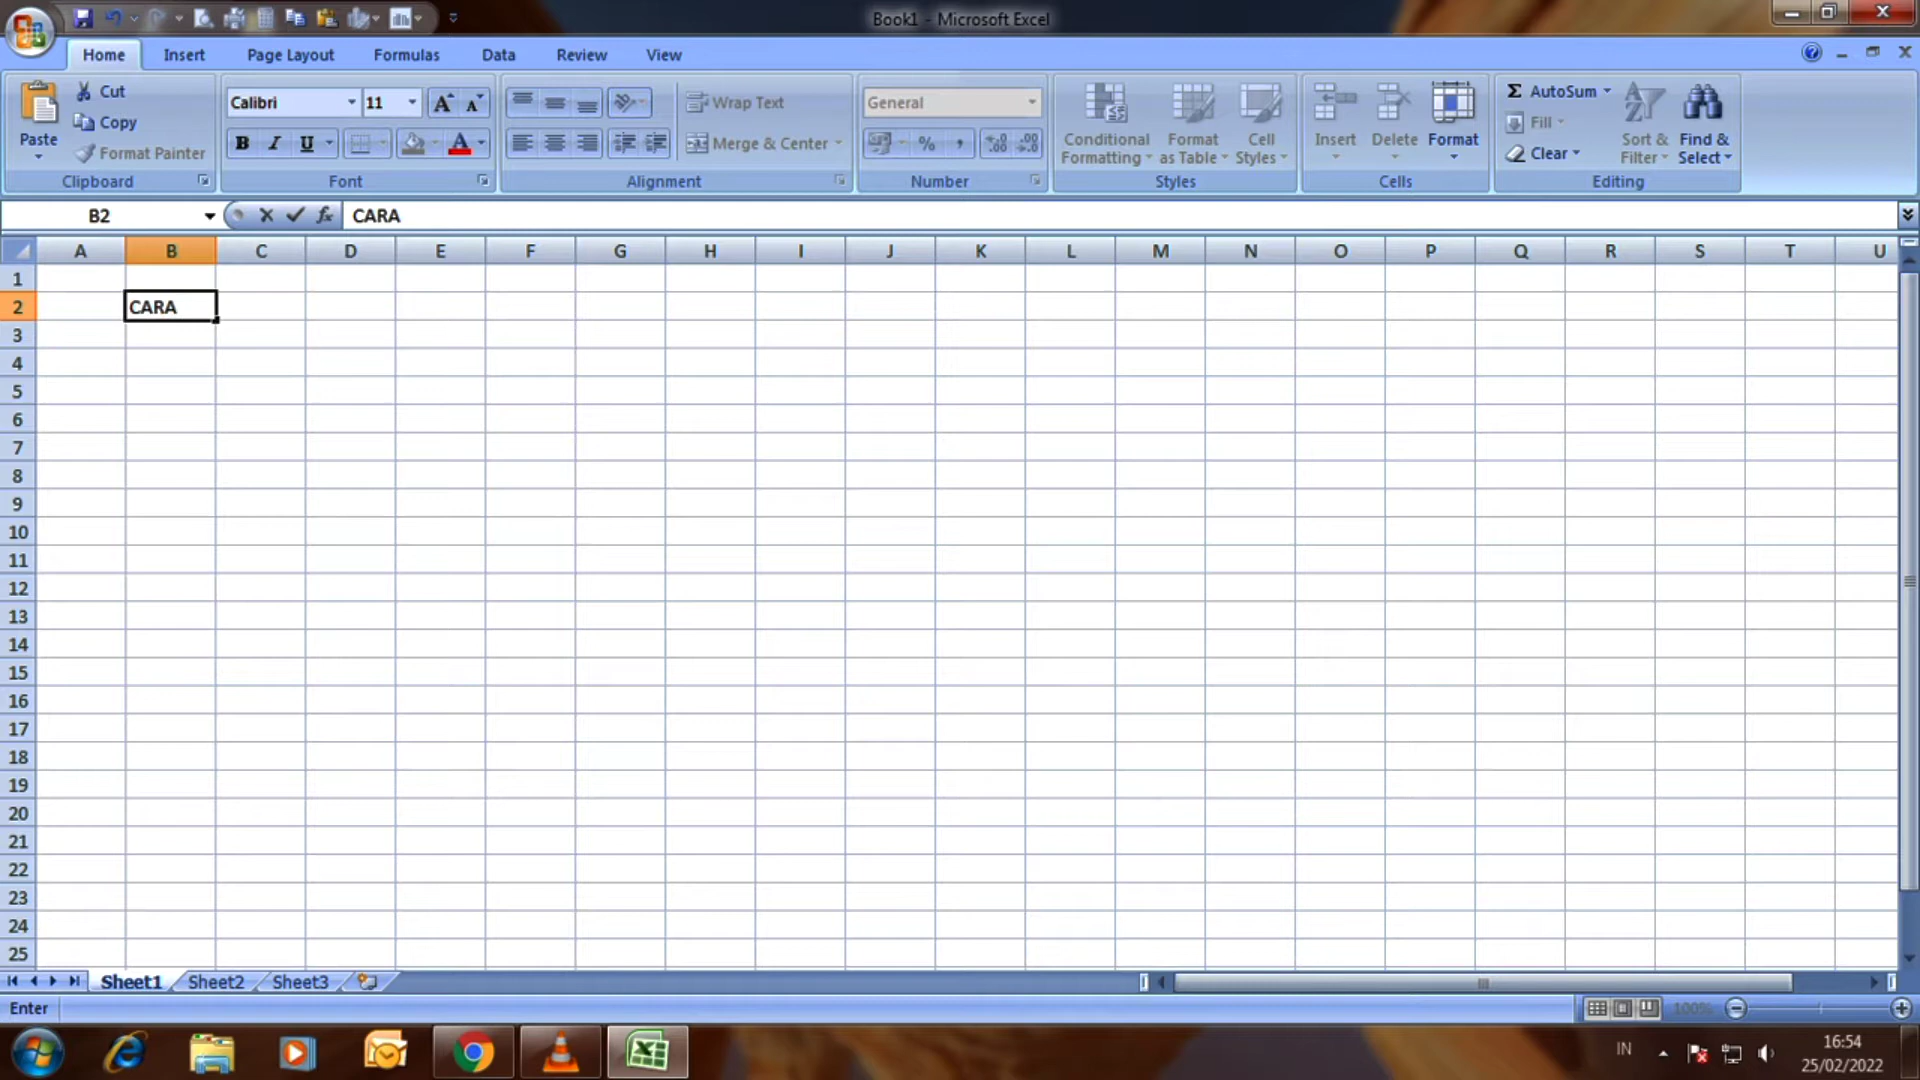 Book1 - Microsoft Excel
Home Insert Page Layout Formulas Data Review View
Cut
Copy
Format Painter
Paste
Clipboard
Calibri 11
B I U A
Font
Wrap Text
Merge & Center
Alignment
General
% ,
Number
Conditional Formatting
Format as Table
Cell Styles
Styles
Insert Delete Format
Cells
Σ AutoSum
Fill
Clear
Sort & Filter
Find & Select
Editing
B2 fx CARA
A B C D E F G H I J K L M N O P Q R S T U
1
2 CARA
3
4
5
6
7
8
9
10
11
12
13
14
15
16
17
18
19
20
21
22
23
24
25
Sheet1 Sheet2 Sheet3
Enter 100%
IN 16:54
25/02/2022